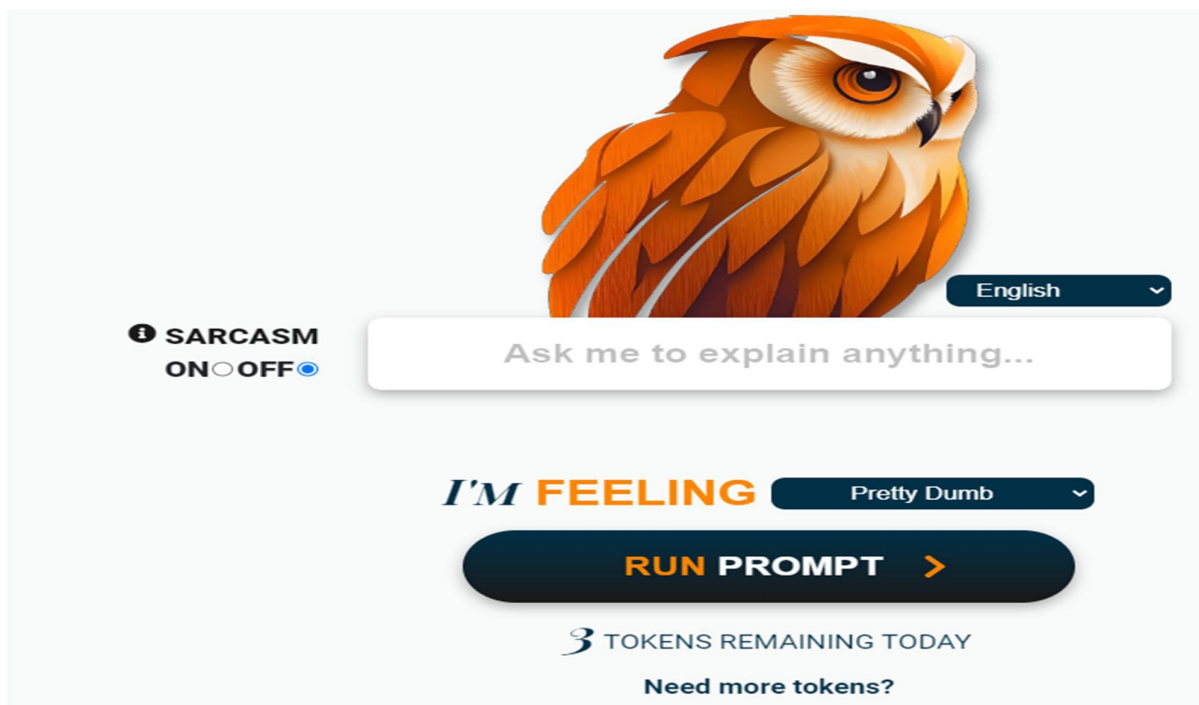 English
SARCASM
ON OFF
Ask me to explain anything...
I'M FEELING Pretty Dumb
RUN PROMPT >
3 TOKENS REMAINING TODAY
Need more tokens?